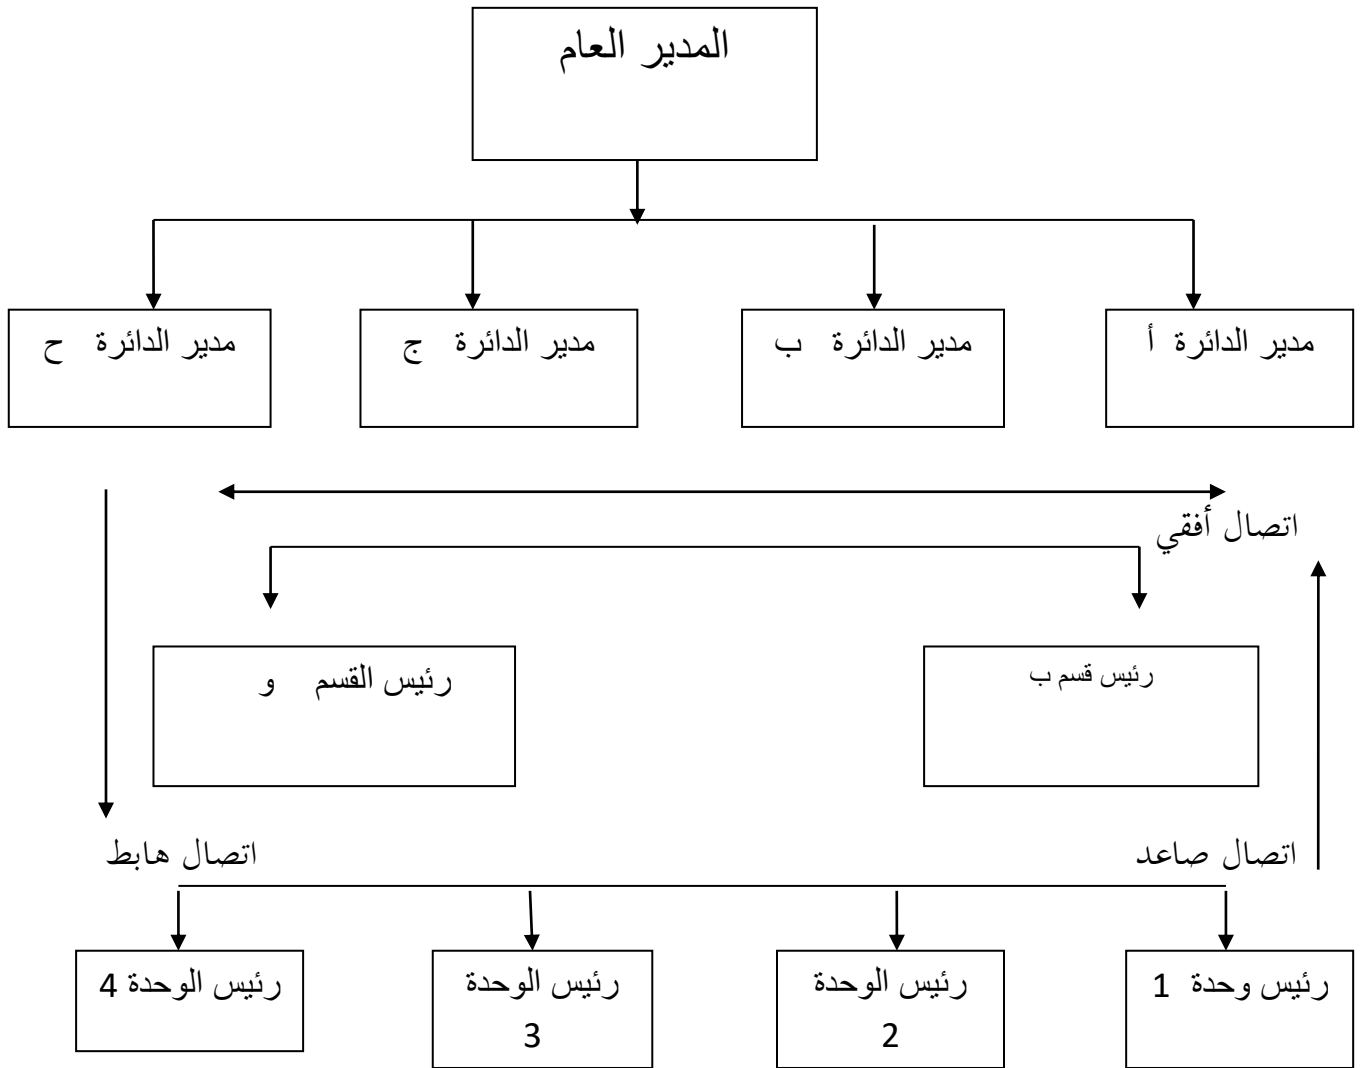 المدير العام
مدير الدائرة أ
مدير الدائرة ب
مدير الدائرة ج
مدير الدائرة ح
اتصال أفقي
رئيس قسم ب
رئيس القسم و
اتصال صاعد
اتصال هابط
رئيس وحدة 1
رئيس الوحدة
2
رئيس الوحدة
3
رئيس الوحدة 4